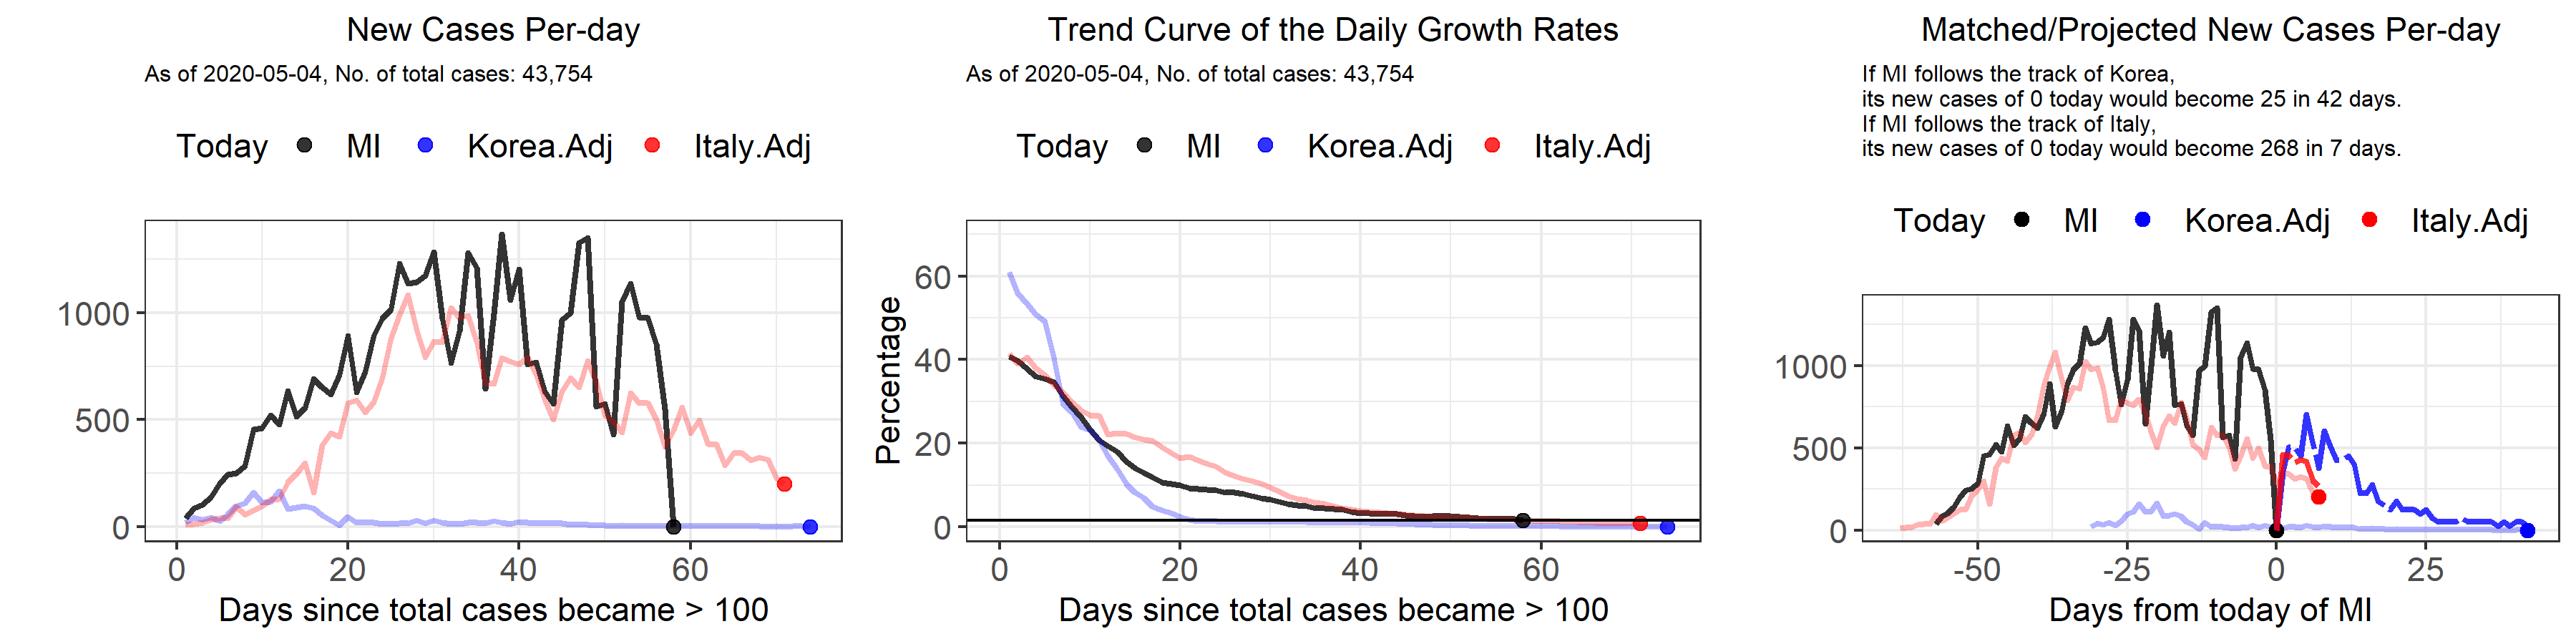 New Cases Per-day
As of 2020-05-04, No. of total cases: 43,754
Today MI Korea.Adj Italy.Adj
1000
500
0
0 20 40 60
Days since total cases became > 100
Trend Curve of the Daily Growth Rates
As of 2020-05-04, No. of total cases: 43,754
Today MI Korea.Adj Italy.Adj
Percentage
60
40
20
0
0 20 40 60
Days since total cases became > 100
Matched/Projected New Cases Per-day
If MI follows the track of Korea,
its new cases of 0 today would become 25 in 42 days.
If MI follows the track of Italy,
its new cases of 0 today would become 268 in 7 days.
Today MI Korea.Adj Italy.Adj
1000
500
0
-50 -25 0 25
Days from today of MI